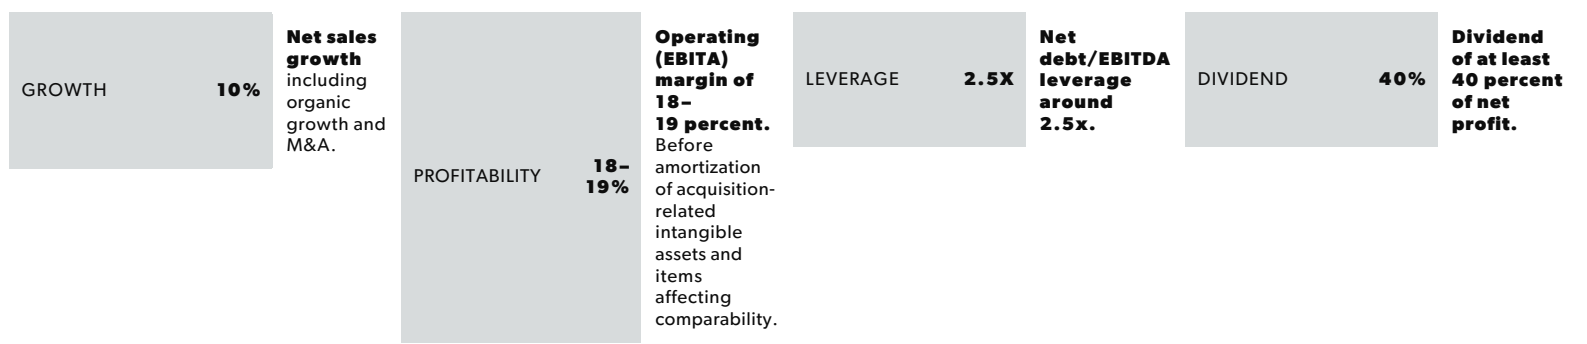 GROWTH 10%
Net sales
growth
including
organic
growth and
M&A.
PROFITABILITY 18–
19%
Operating
(EBITA)
margin of
18–
19 percent.
Before
amortization
of acquisition-
related
intangible
assets and
items
affecting
comparability.
LEVERAGE 2.5X
Net
debt/EBITDA
leverage
around
2.5x.
DIVIDEND 40%
Dividend
of at least
40 percent
of net
profit.